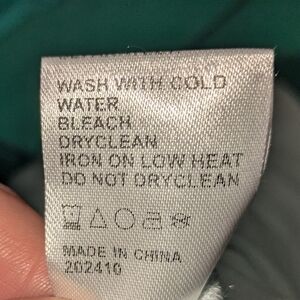 WASH WITH COLD
WATER
BLEACH
DRYCLEAN
IRON ON LOW HEAT
DO NOT DRYCLEAN
MADE IN CHINA
202410